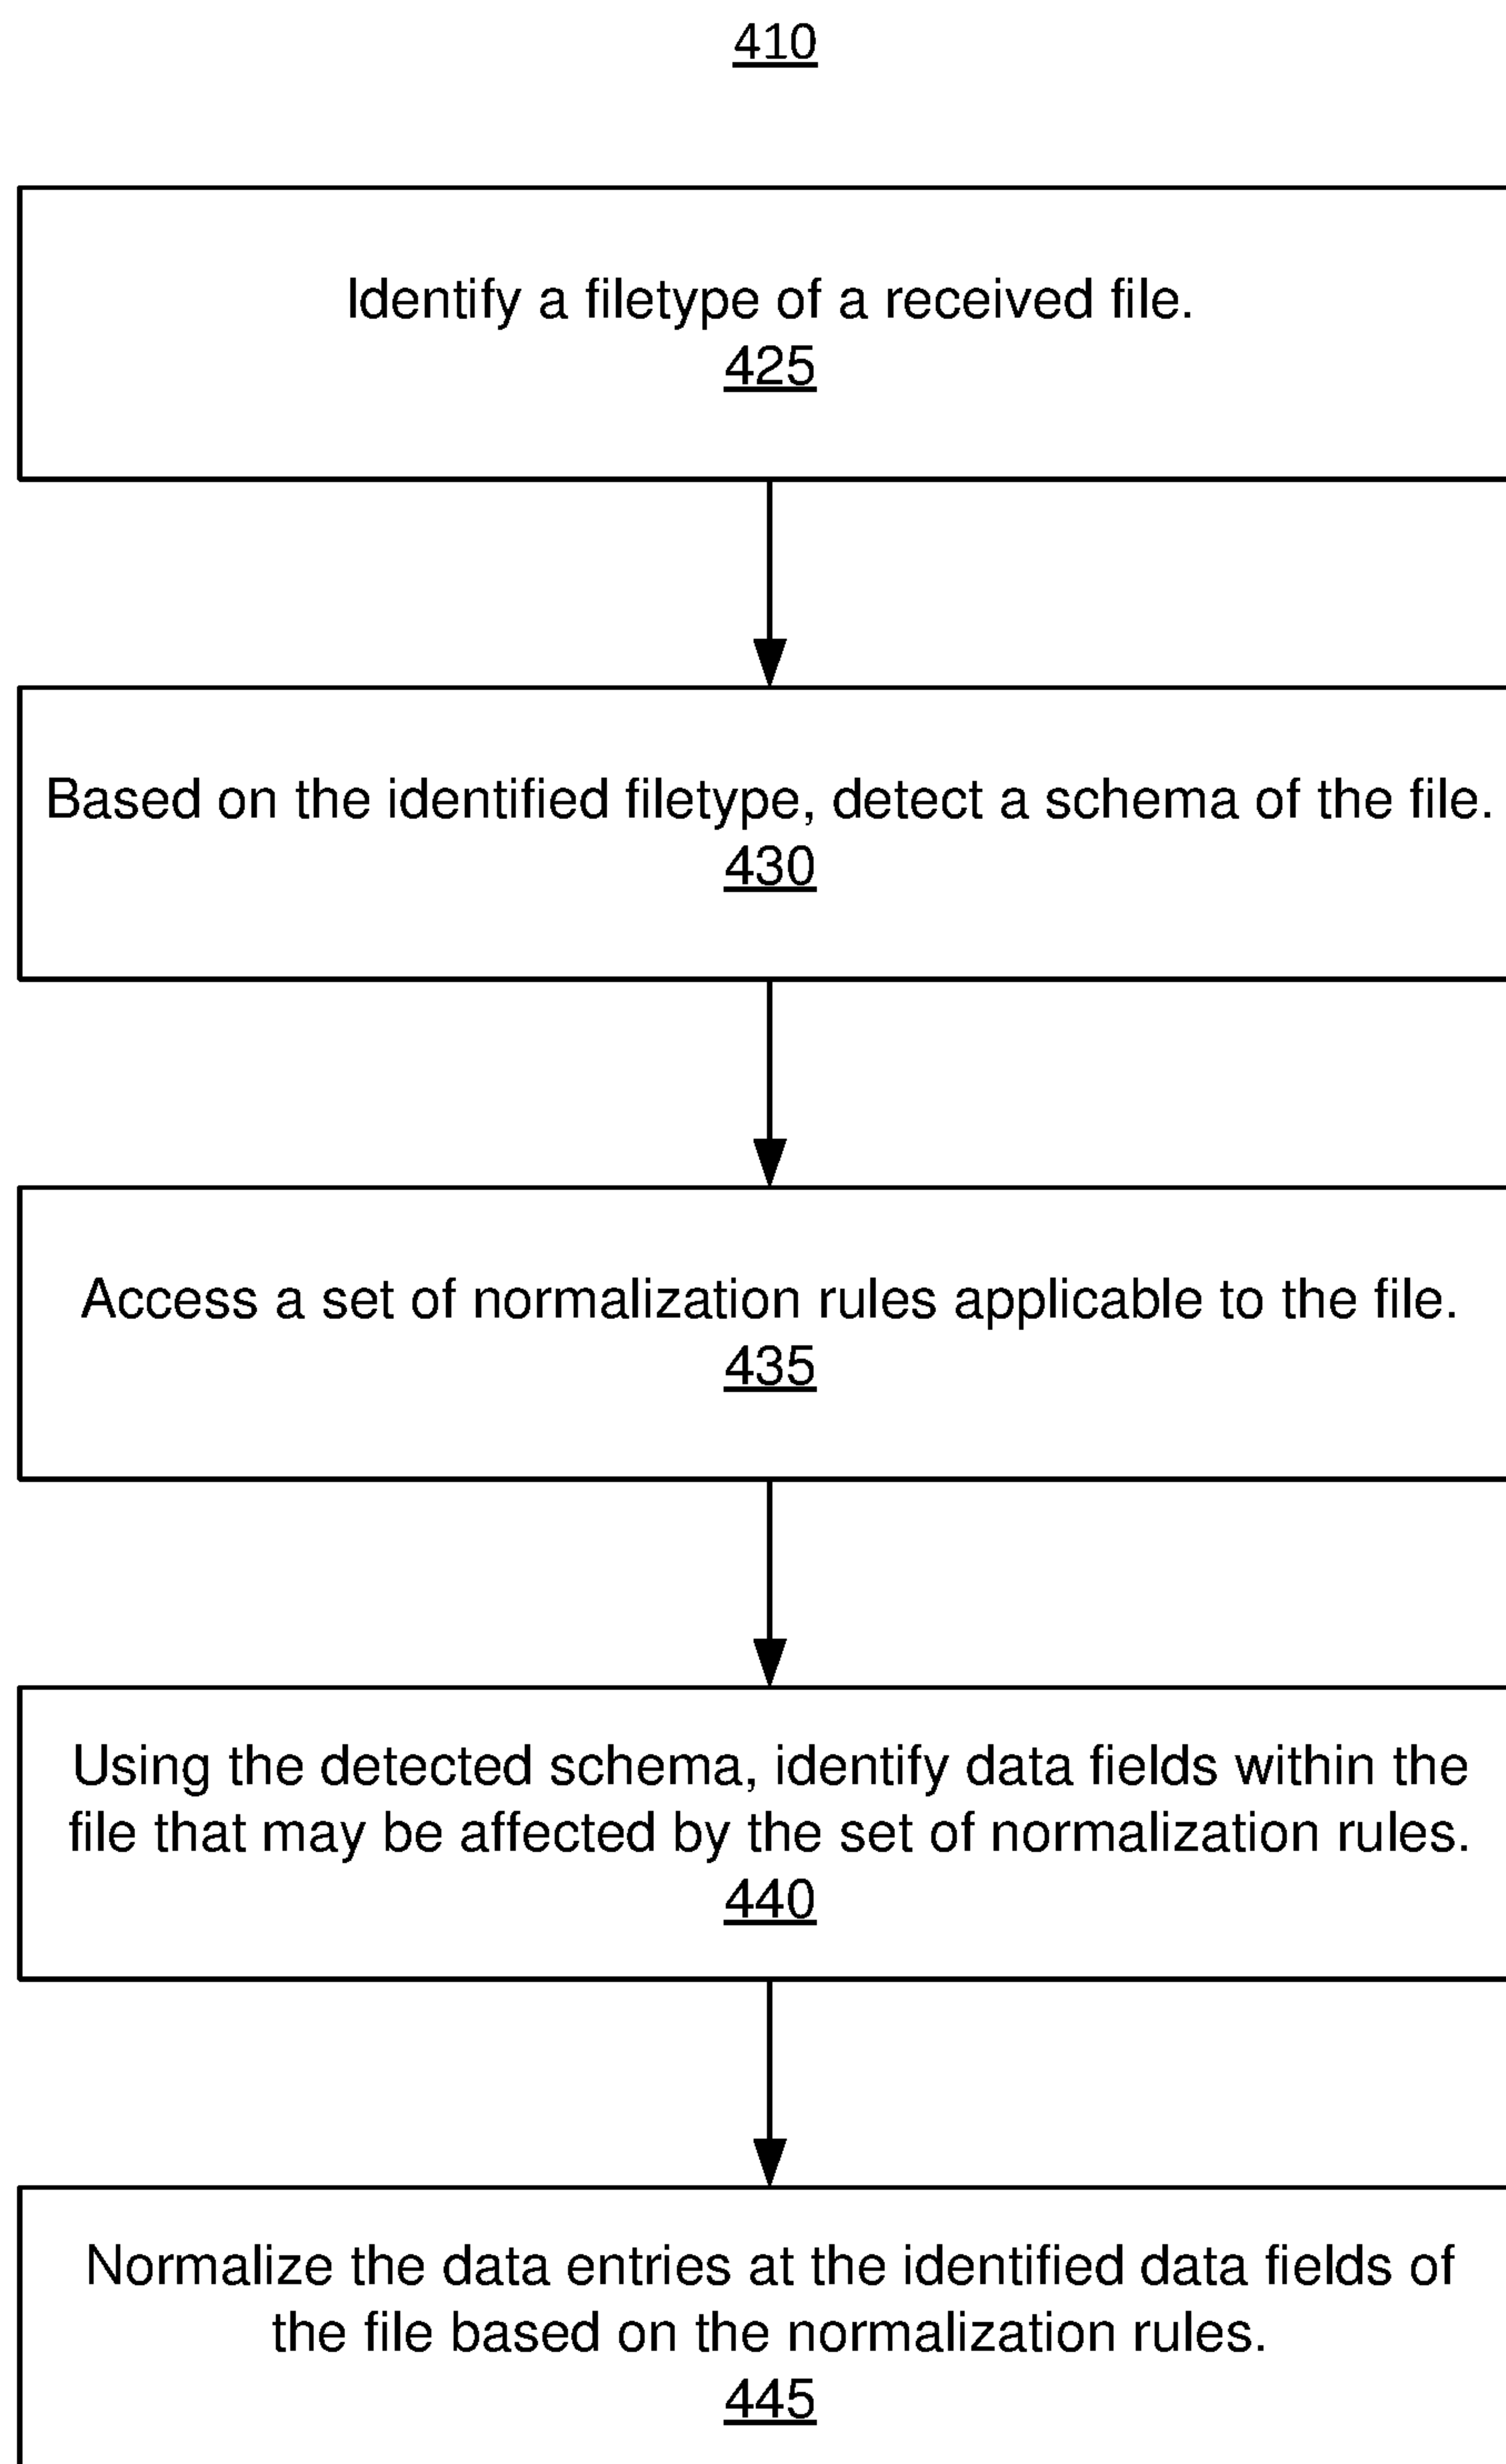 410
Identify a filetype of a received file.
425
Based on the identified filetype, detect a schema of the file.
430
Access a set of normalization rules applicable to the file.
435
Using the detected schema, identify data fields within the
file that may be affected by the set of normalization rules.
440
Normalize the data entries at the identified data fields of
the file based on the normalization rules.
445